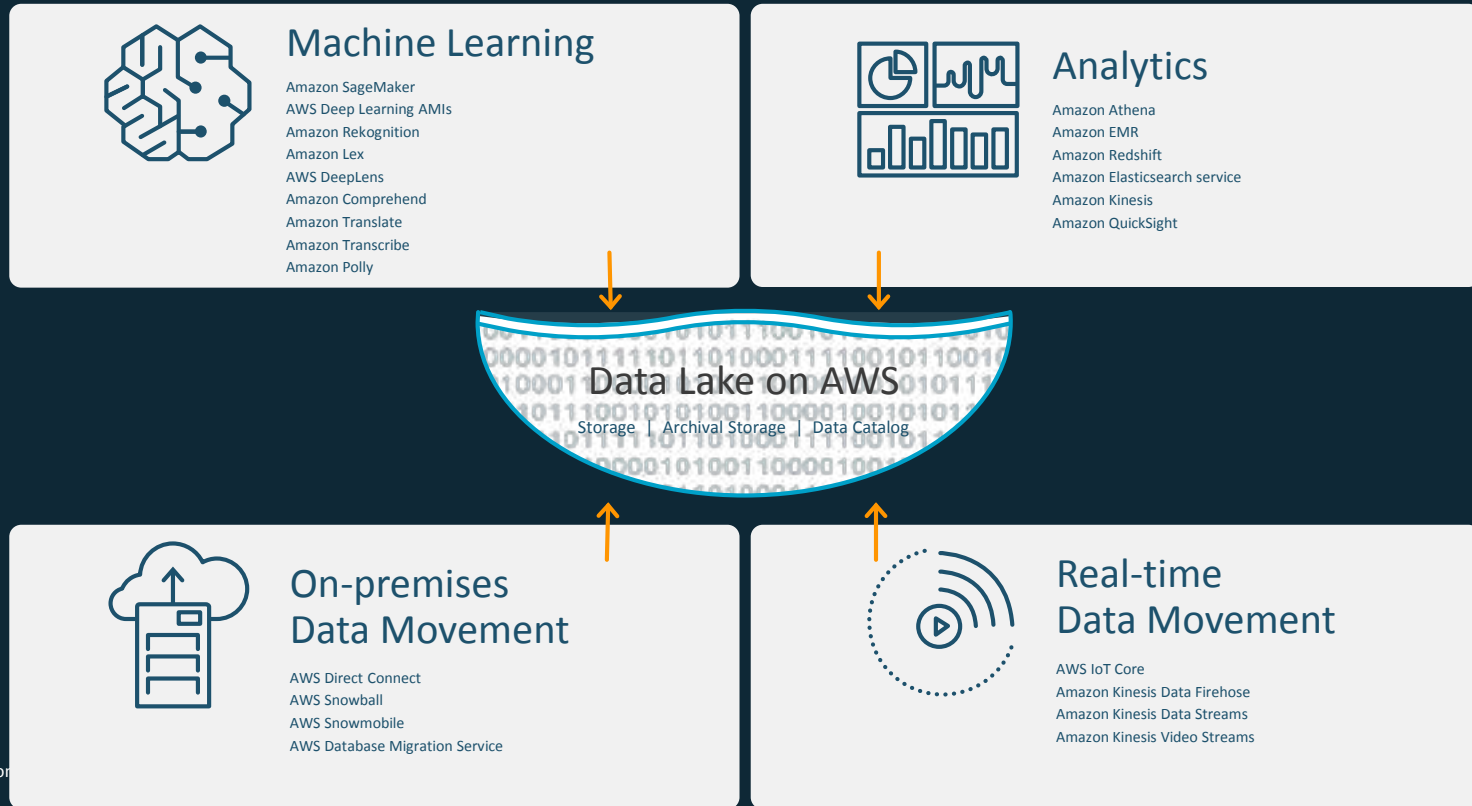 Machine Learning
Amazon SageMaker
AWS Deep Learning AMIs
Amazon Rekognition
Amazon Lex
AWS DeepLens
Amazon Comprehend
Amazon Translate
Amazon Transcribe
Amazon Polly
Analytics
Amazon Athena
Amazon EMR
Amazon Redshift
Amazon Elasticsearch service
Amazon Kinesis
Amazon QuickSight
Data Lake on AWS
Storage | Archival Storage | Data Catalog
On-premises
Data Movement
AWS Direct Connect
AWS Snowball
AWS Snowmobile
AWS Database Migration Service
Real-time
Data Movement
AWS IoT Core
Amazon Kinesis Data Firehose
Amazon Kinesis Data Streams
Amazon Kinesis Video Streams